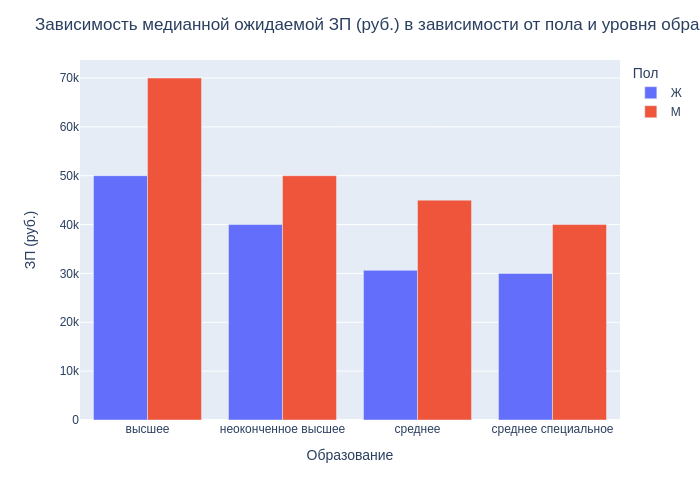 Зависимость медианной ожидаемой ЗП (руб.) в зависимости от пола и уровня обра
Пол
Ж
М
70k
60k
50k
40k
30k
20k
10k
0
ЗП (руб.)
высшее
неоконченное высшее
среднее
среднее специальное
Образование